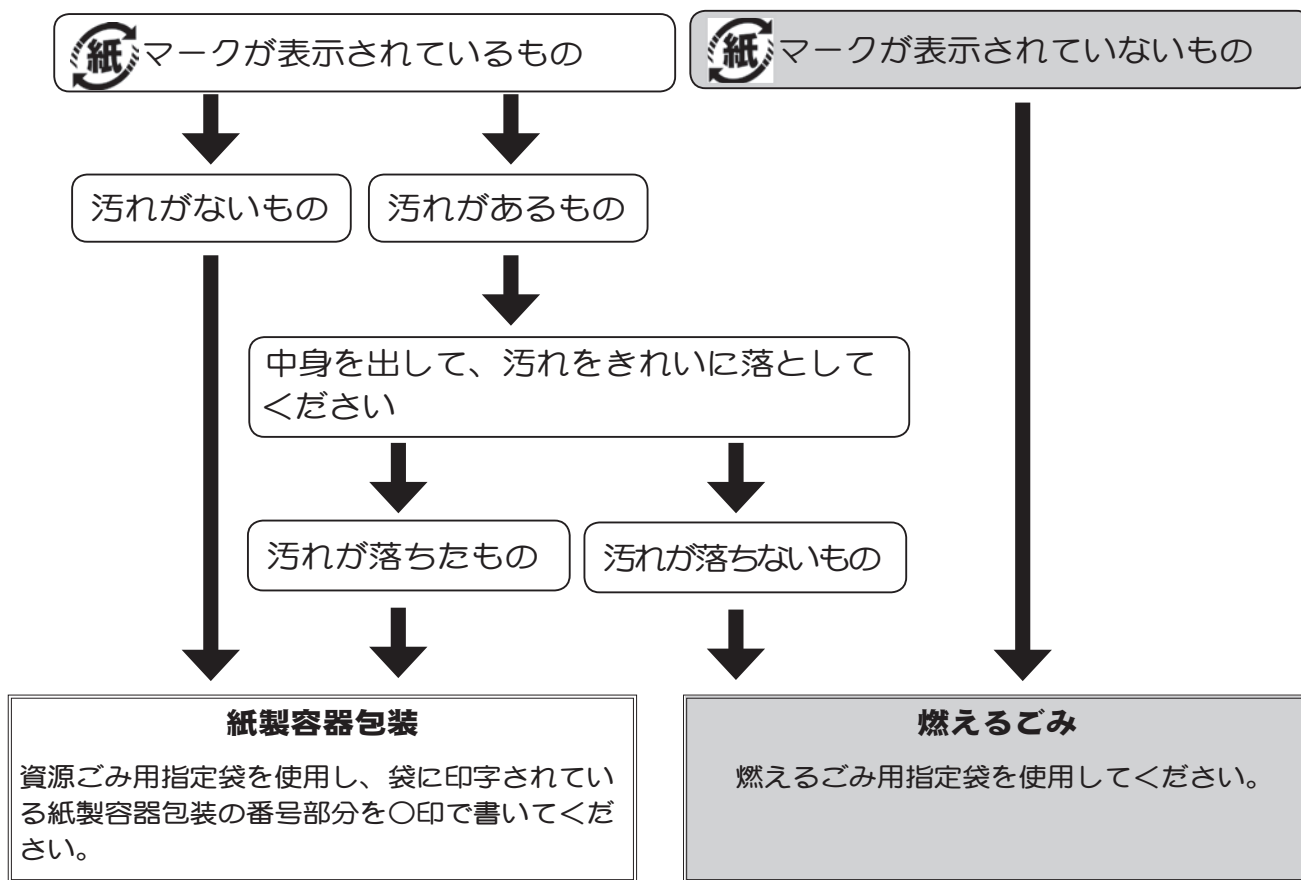 紙マークが表示されているもの
紙マークが表示されていないもの
汚れがないもの
汚れがあるもの
中身を出して、汚れをきれいに落として
ください
汚れが落ちたもの
汚れが落ちないもの
紙製容器包装
資源ごみ用指定袋を使用し、袋に印字されてい
る紙製容器包装の番号部分を〇印で書いてくだ
さい。
燃えるごみ
燃えるごみ用指定袋を使用してください。